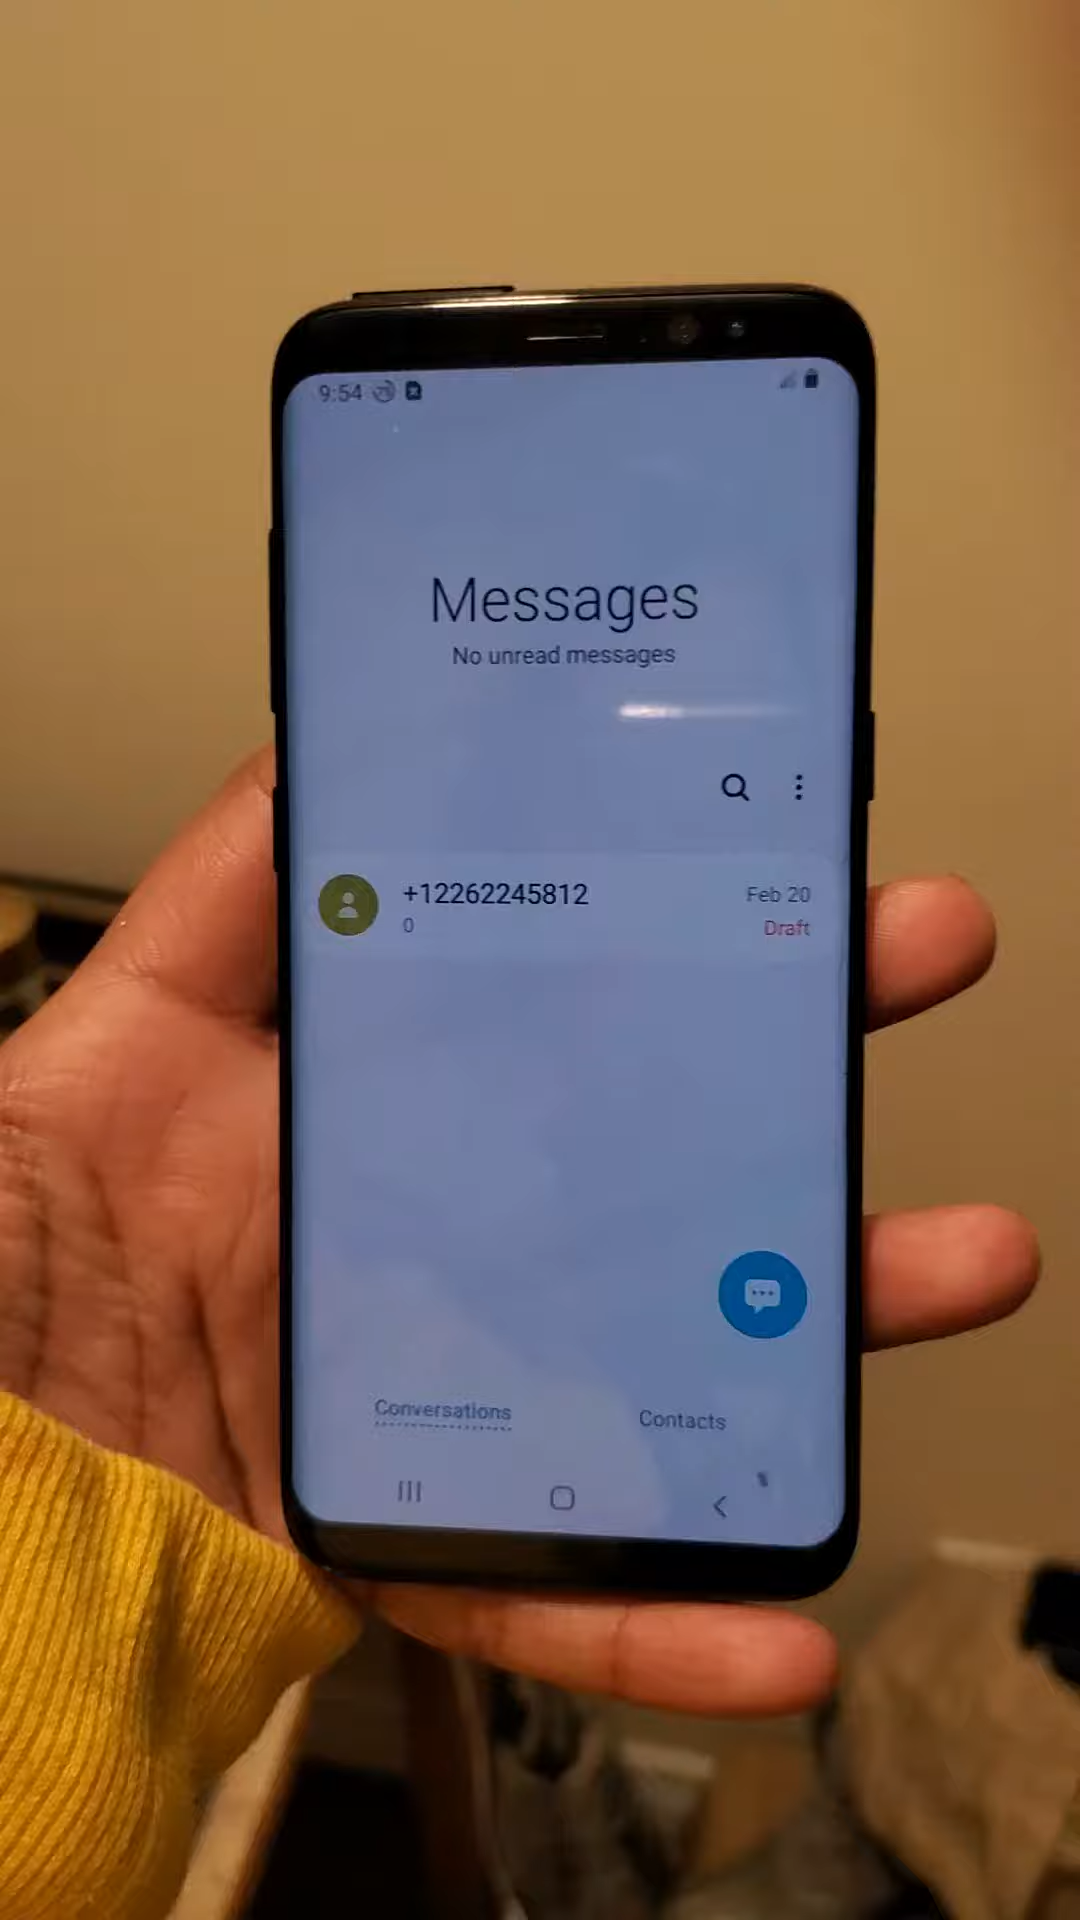 9:54
Messages
No unread messages
+12262245812
Feb 20
0
Draft
Conversations
Contacts